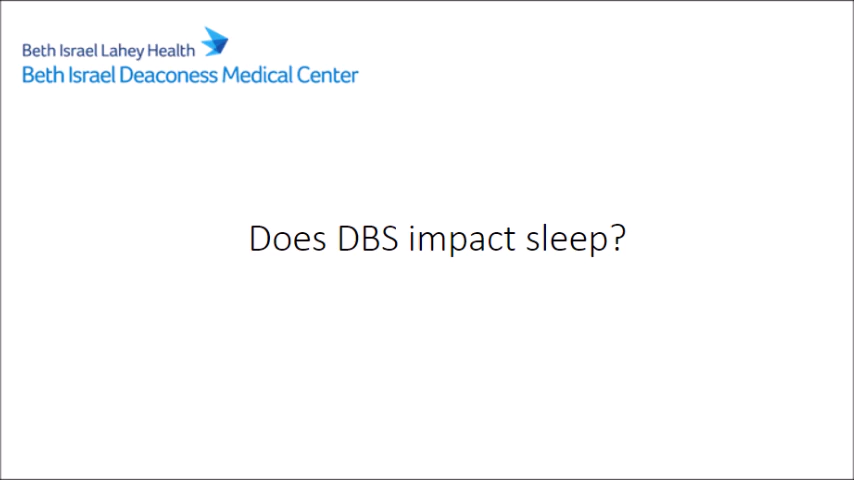 Beth Israel Lahey Health
Beth Israel Deaconess Medical Center
Does DBS impact sleep?